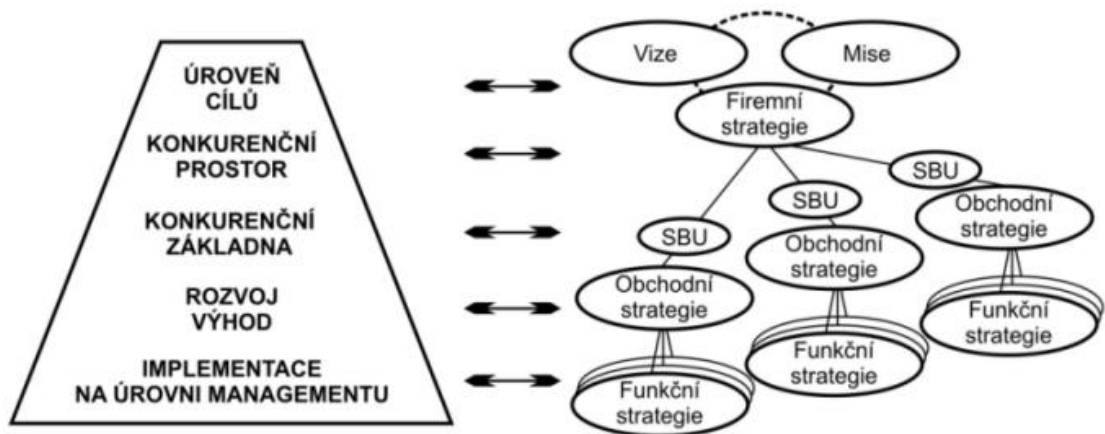 ÚROVEŇ
CÍLŮ
KONKURENČNÍ
PROSTOR
KONKURENČNÍ
ZÁKLADNA
ROZVOJ
VÝHOD
IMPLEMENTACE
NA ÚROVNI MANAGEMENTU
Vize
Mise
Firemní
strategie
SBU
Obchodní
strategie
Funkční
strategie
SBU
Obchodní
strategie
Funkční
strategie
SBU
Obchodní
strategie
Funkční
strategie